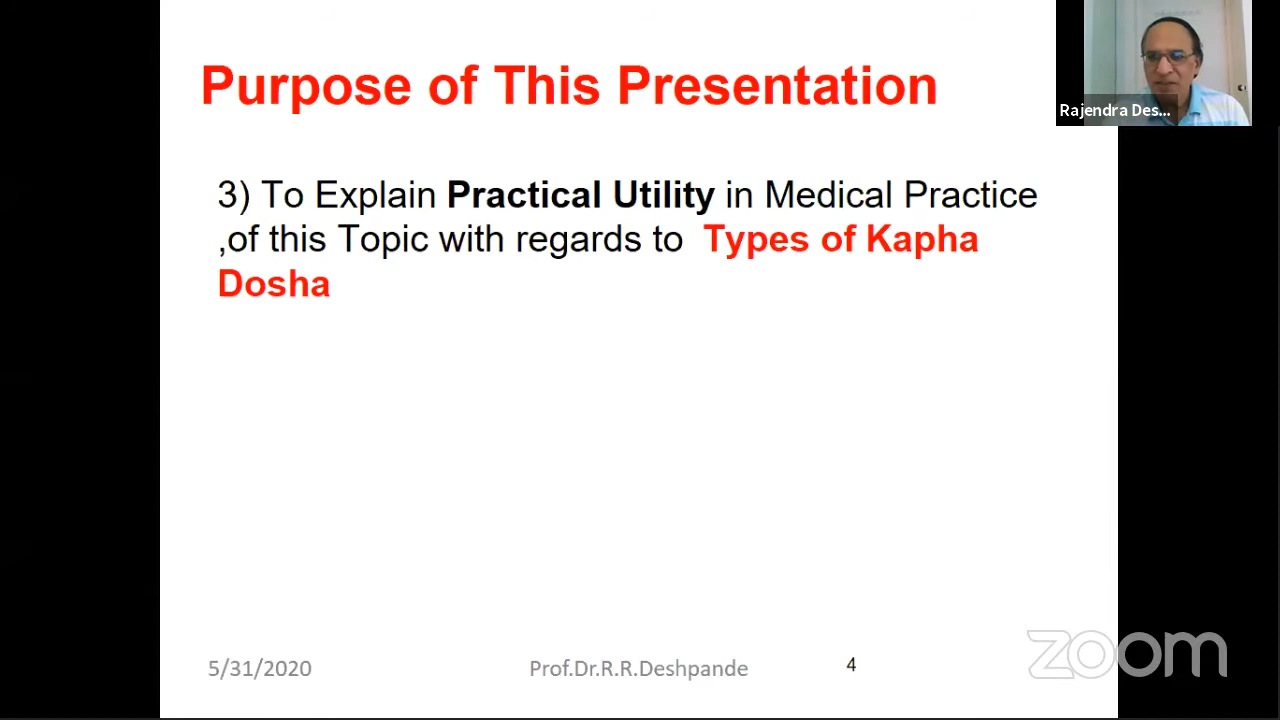 Purpose of This Presentation
Rajendra Des...
3) To Explain Practical Utility in Medical Practice
,of this Topic with regards to Types of Kapha
Dosha
5/31/2020 Prof.Dr.R.R.Deshpande 4
zoom